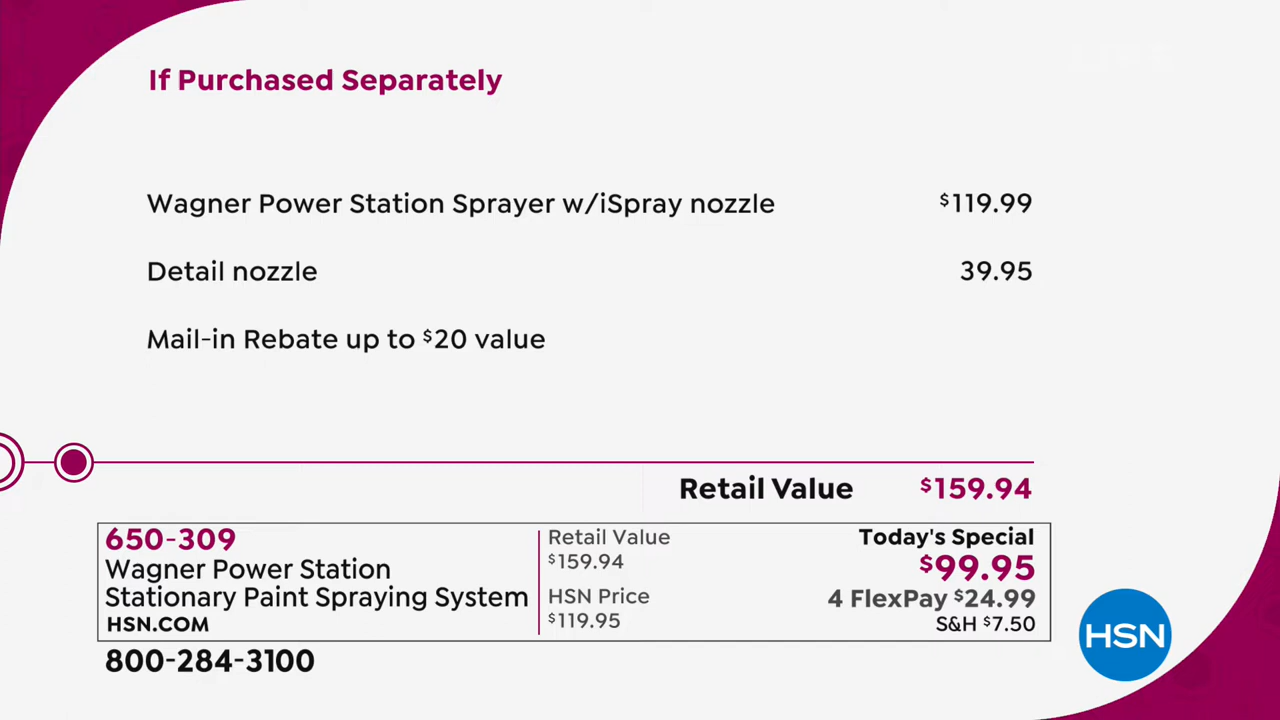 If Purchased Separately
Wagner Power Station Sprayer w/iSpray nozzle $119.99
Detail nozzle 39.95
Mail-in Rebate up to $20 value
Retail Value $159.94
650-309
Wagner Power Station
Stationary Paint Spraying System
HSN.COM
Retail Value
$159.94
HSN Price
$119.95
Today's Special
$99.95
4 FlexPay $24.99
S&H $7.50
800-284-3100
HSN